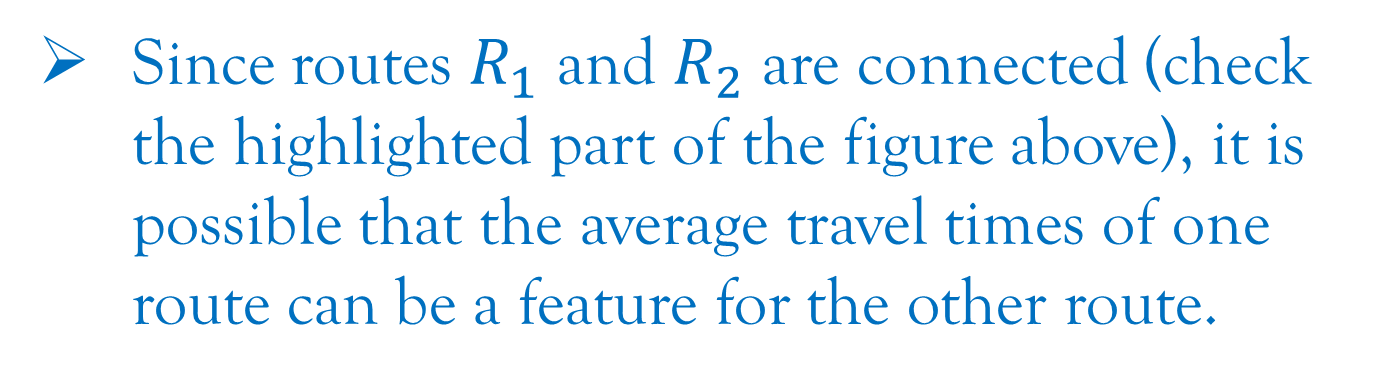 ➢ Since routes R₁ and R₂ are connected (check
the highlighted part of the figure above), it is
possible that the average travel times of one
route can be a feature for the other route.